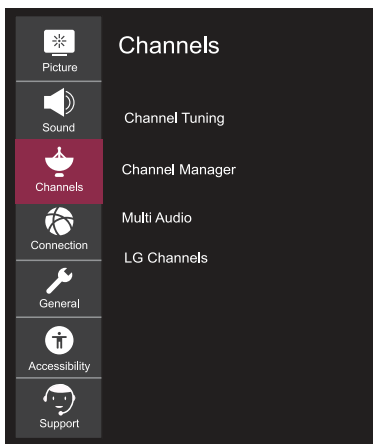 Picture
Sound
Channels
Connection
General
Accessibility
Support
Channels
Channel Tuning
Channel Manager
Multi Audio
LG Channels